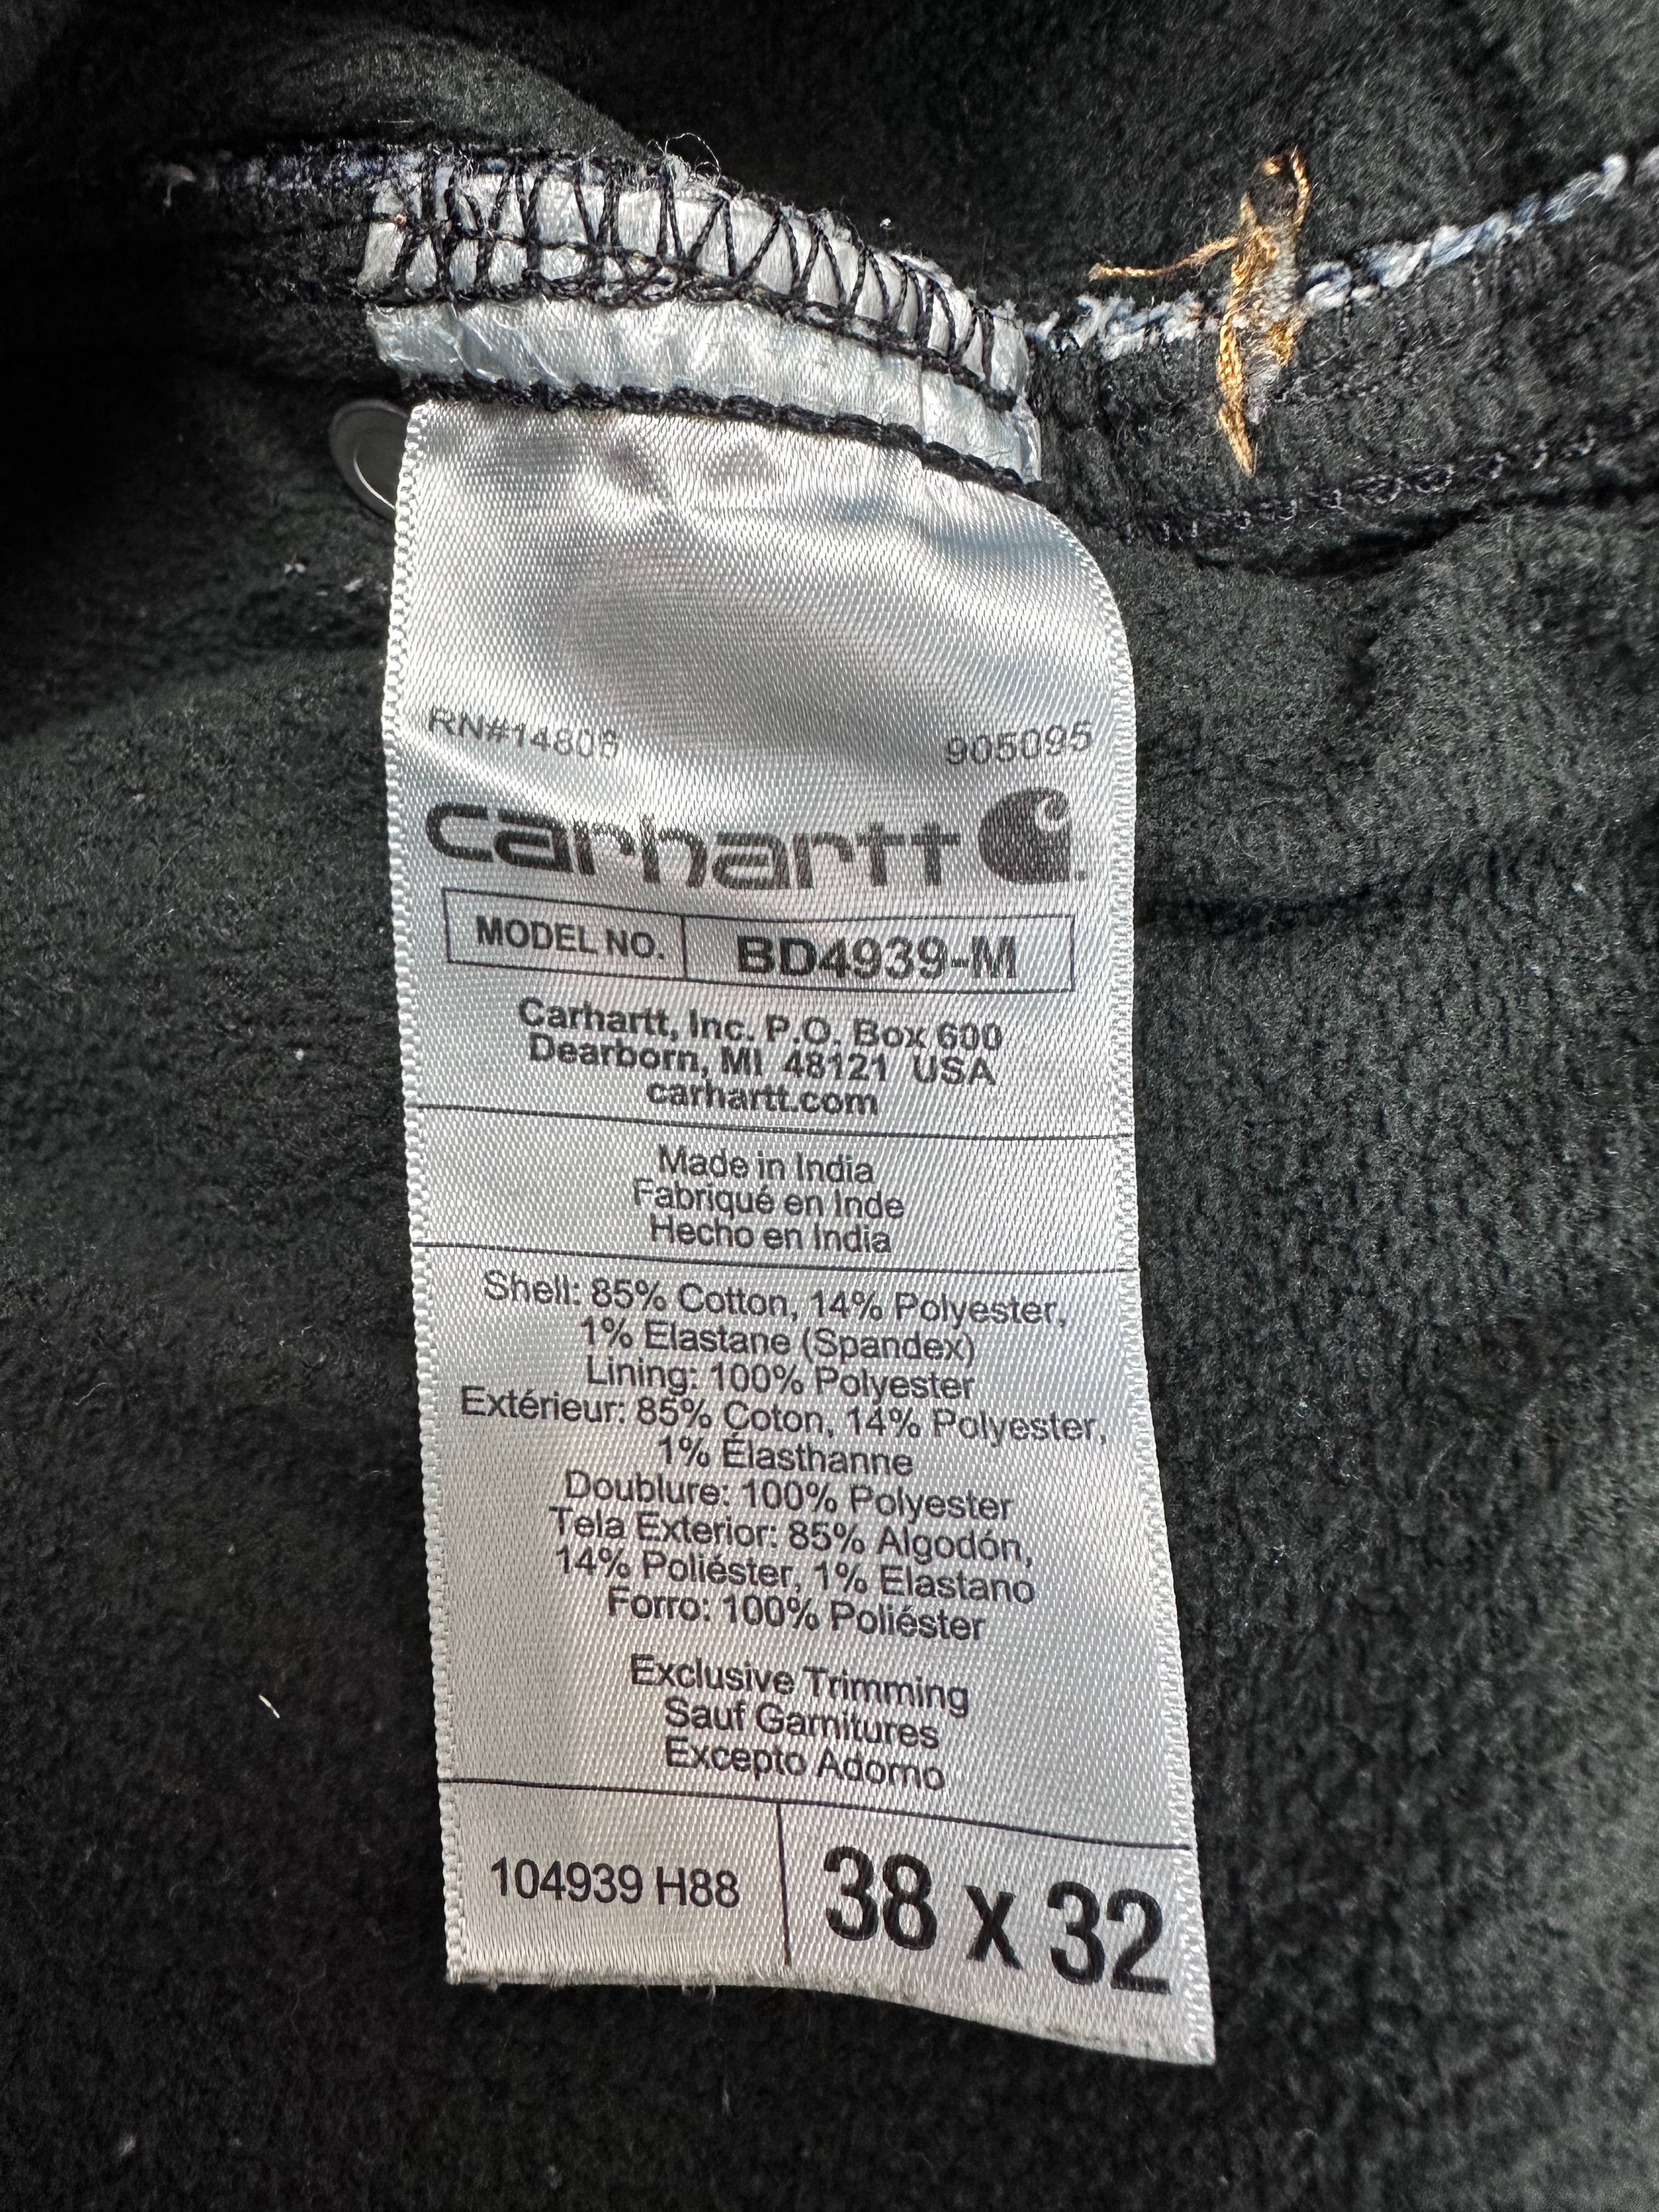 RN#14806 905095
carhartt
MODEL NO. BD4939-M
Carhartt, Inc. P.O. Box 600
Dearborn, MI 48121 USA
carhartt.com
Made in India
Fabriqué en Inde
Hecho en India
Shell: 85% Cotton, 14% Polyester,
1% Elastane (Spandex)
Lining: 100% Polyester
Extérieur: 85% Coton, 14% Polyester,
1% Élasthanne
Doublure: 100% Polyester
Tela Exterior: 85% Algodón,
14% Poliéster, 1% Elastano
Forro: 100% Poliéster
Exclusive Trimming
Sauf Garnitures
Excepto Adorno
104939 H88 38 x 32